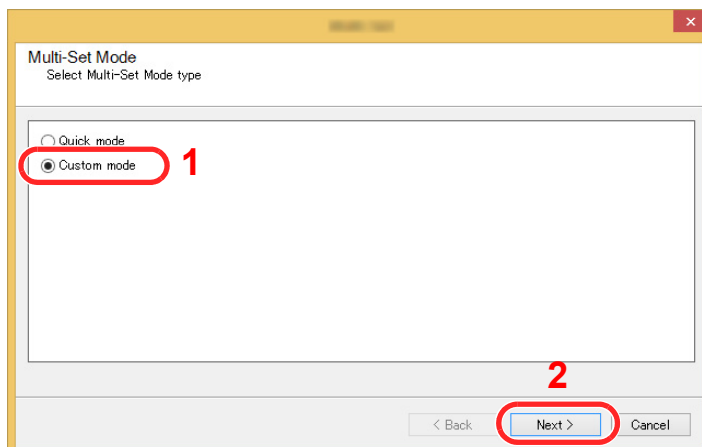 Multi-Set Mode
Select Multi-Set Mode type
Quick mode
Custom mode
1
2
< Back
Next >
Cancel